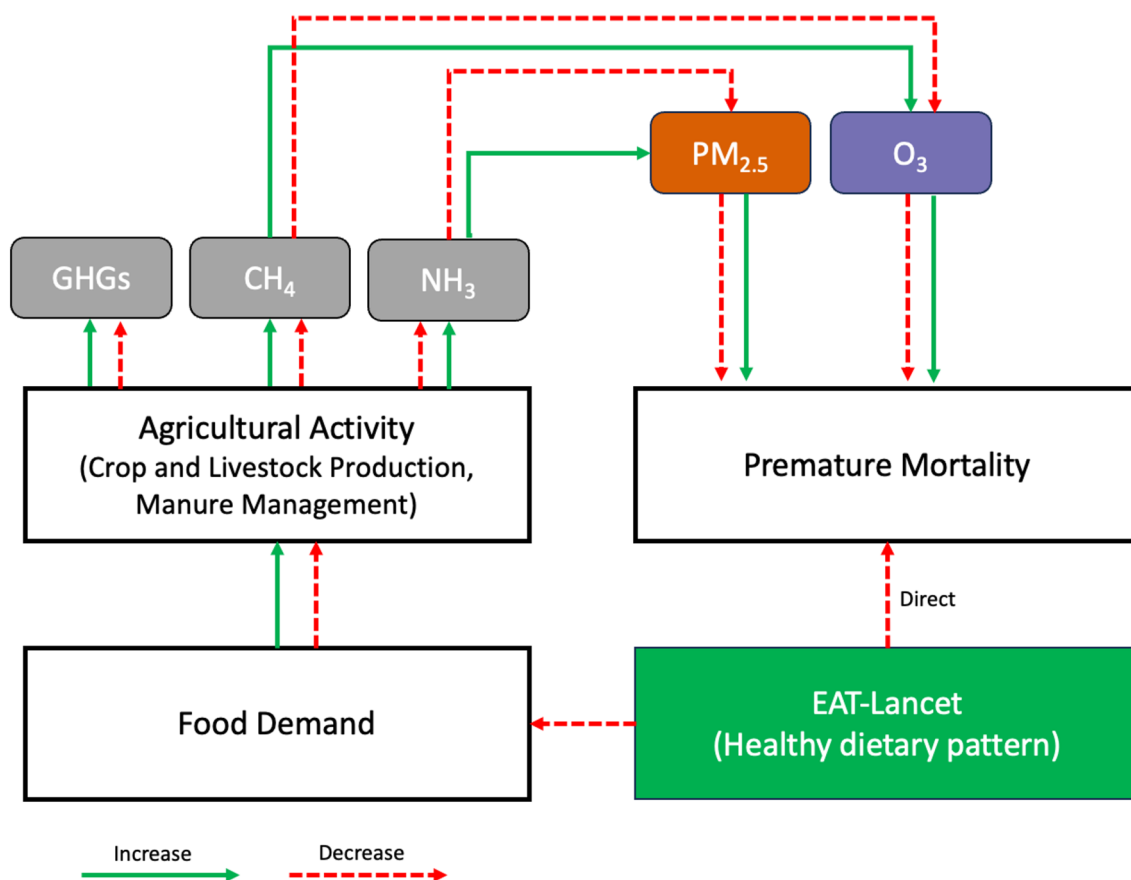 PM₂.₅
O₃
GHGs
CH₄
NH₃
Agricultural Activity
(Crop and Livestock Production,
Manure Management)
Premature Mortality
Direct
Food Demand
EAT-Lancet
(Healthy dietary pattern)
Increase
Decrease